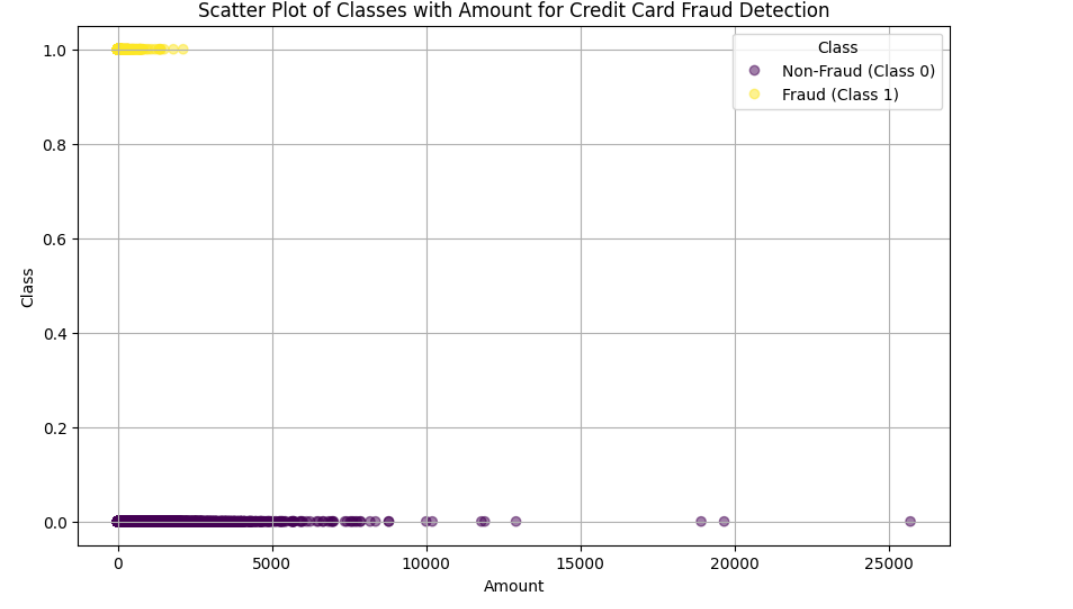 Scatter Plot of Classes with Amount for Credit Card Fraud Detection
Class
Non-Fraud (Class 0)
Fraud (Class 1)
1.0
0.8
0.6
0.4
0.2
0.0
Class
0 5000 10000 15000 20000 25000
Amount